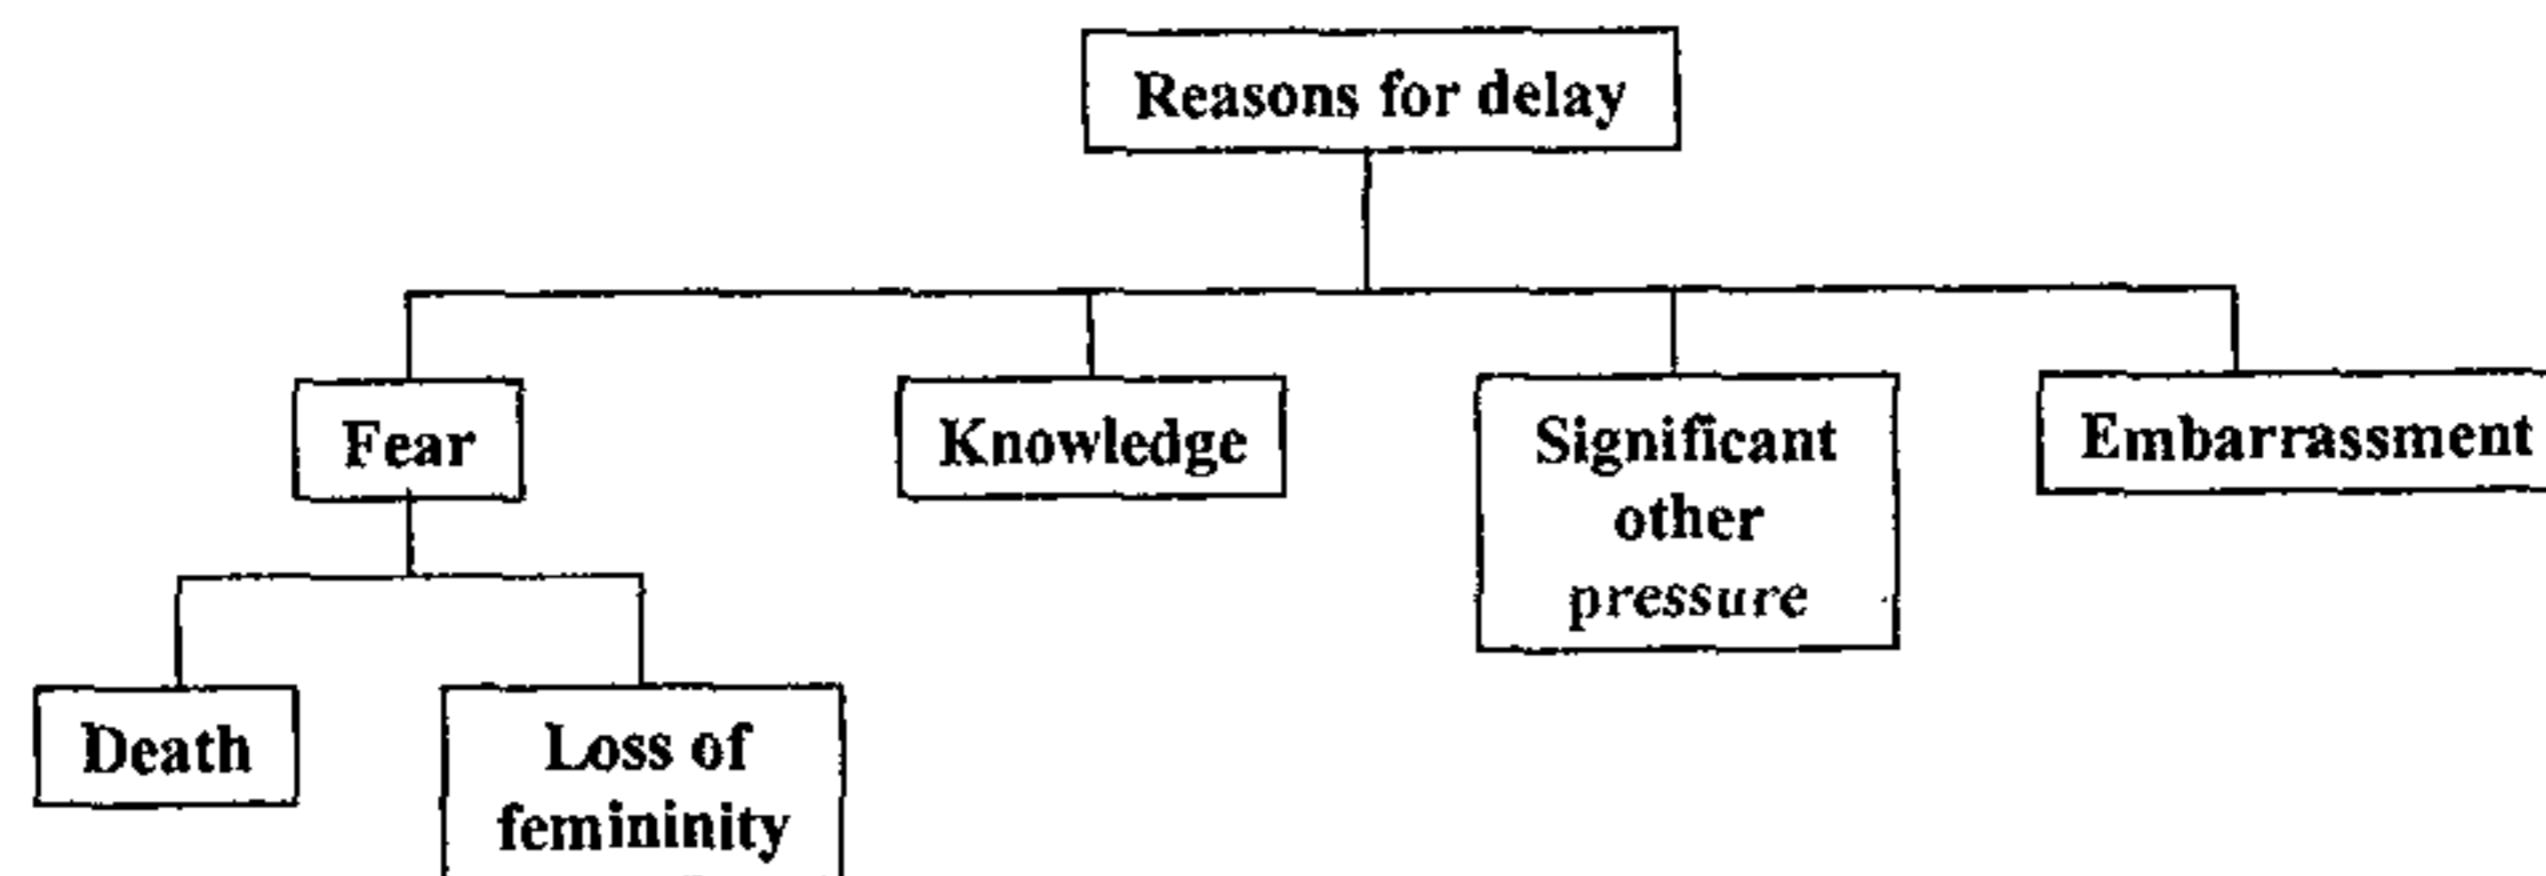 Reasons for delay
Fear
Knowledge
Significant
other
pressure
Embarrassment
Death
Loss of
femininity